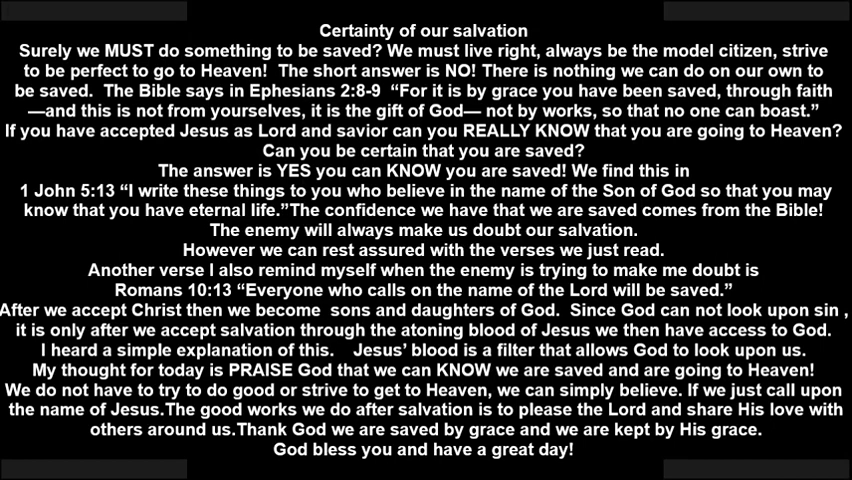 Certainty of our salvation
Surely we MUST do something to be saved? We must live right, always be the model citizen, strive
to be perfect to go to Heaven!  The short answer is NO! There is nothing we can do on our own to
be saved.  The Bible says in Ephesians 2:8-9  “For it is by grace you have been saved, through faith
—and this is not from yourselves, it is the gift of God— not by works, so that no one can boast.”
If you have accepted Jesus as Lord and savior can you REALLY KNOW that you are going to Heaven?
Can you be certain that you are saved?
The answer is YES you can KNOW you are saved! We find this in
1 John 5:13 “I write these things to you who believe in the name of the Son of God so that you may
know that you have eternal life.”The confidence we have that we are saved comes from the Bible!
The enemy will always make us doubt our salvation.
However we can rest assured with the verses we just read.
Another verse I also remind myself when the enemy is trying to make me doubt is
Romans 10:13 “Everyone who calls on the name of the Lord will be saved.”
After we accept Christ then we become  sons and daughters of God.  Since God can not look upon sin ,
it is only after we accept salvation through the atoning blood of Jesus we then have access to God.
I heard a simple explanation of this.    Jesus’ blood is a filter that allows God to look upon us.
My thought for today is PRAISE God that we can KNOW we are saved and are going to Heaven!
We do not have to try to do good or strive to get to Heaven, we can simply believe. If we just call upon
the name of Jesus.The good works we do after salvation is to please the Lord and share His love with
others around us.Thank God we are saved by grace and we are kept by His grace.
God bless you and have a great day!